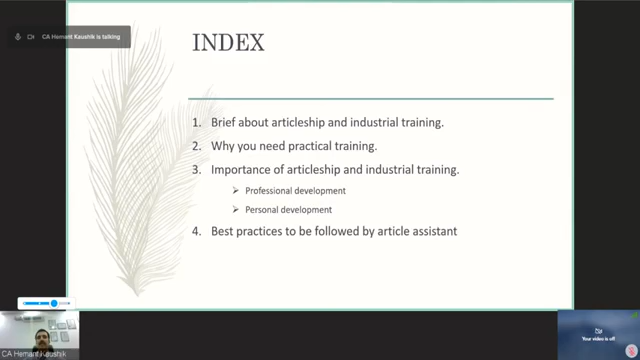 CA Hemant Kaushik is talking
INDEX
1. Brief about articleship and industrial training.
2. Why you need practical training.
3. Importance of articleship and industrial training.
➢ Professional development
➢ Personal development
4. Best practices to be followed by article assistant
CA Hemant Kaushik
Your video is off